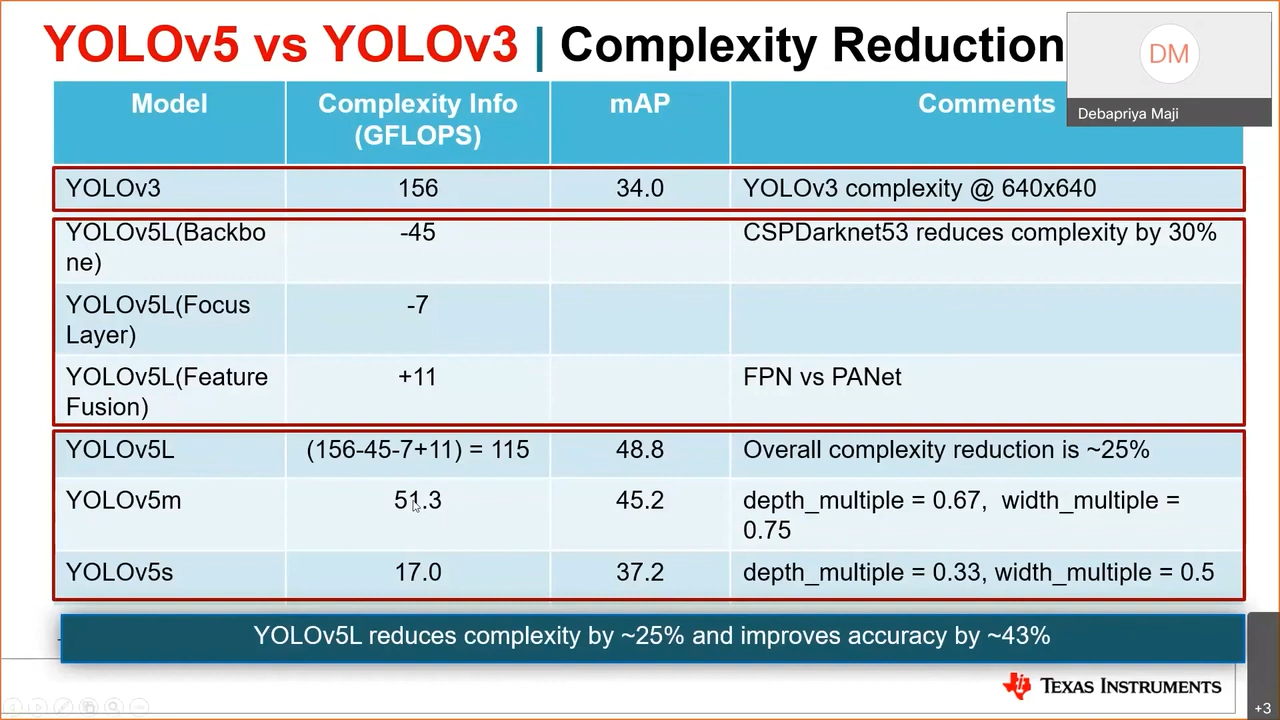 YOLOv5 vs YOLOv3 | Complexity Reduction
DM
Debapriya Maji
Model
Complexity Info
(GFLOPS)
mAP
Comments
YOLOv3
156
34.0
YOLOv3 complexity @ 640x640
YOLOv5L(Backbo
ne)
-45
CSPDarknet53 reduces complexity by 30%
YOLOv5L(Focus
Layer)
-7
YOLOv5L(Feature
Fusion)
+11
FPN vs PANet
YOLOv5L
(156-45-7+11) = 115
48.8
Overall complexity reduction is ~25%
YOLOv5m
51.3
45.2
depth_multiple = 0.67, width_multiple =
0.75
YOLOv5s
17.0
37.2
depth_multiple = 0.33, width_multiple = 0.5
YOLOv5L reduces complexity by ~25% and improves accuracy by ~43%
TEXAS INSTRUMENTS
+3